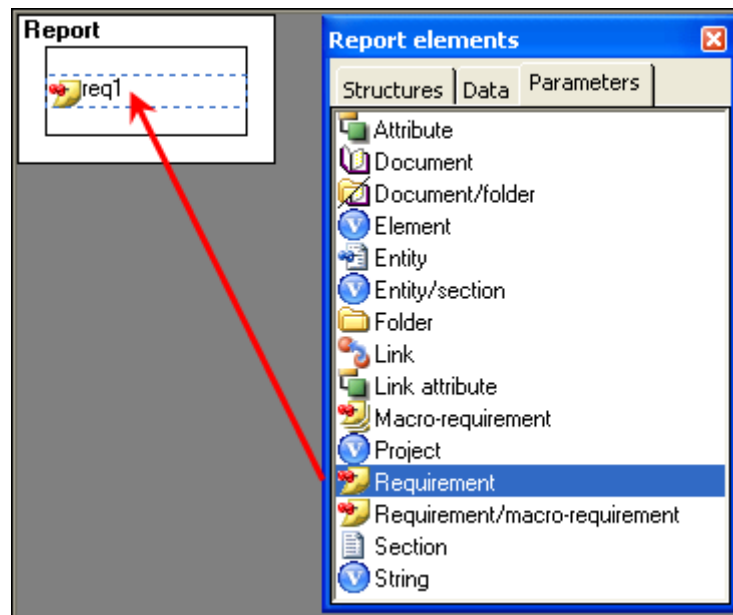 Report
req1
Report elements
Structures Data Parameters
Attribute
Document
Document/folder
Element
Entity
Entity/section
Folder
Link
Link attribute
Macro-requirement
Project
Requirement
Requirement/macro-requirement
Section
String